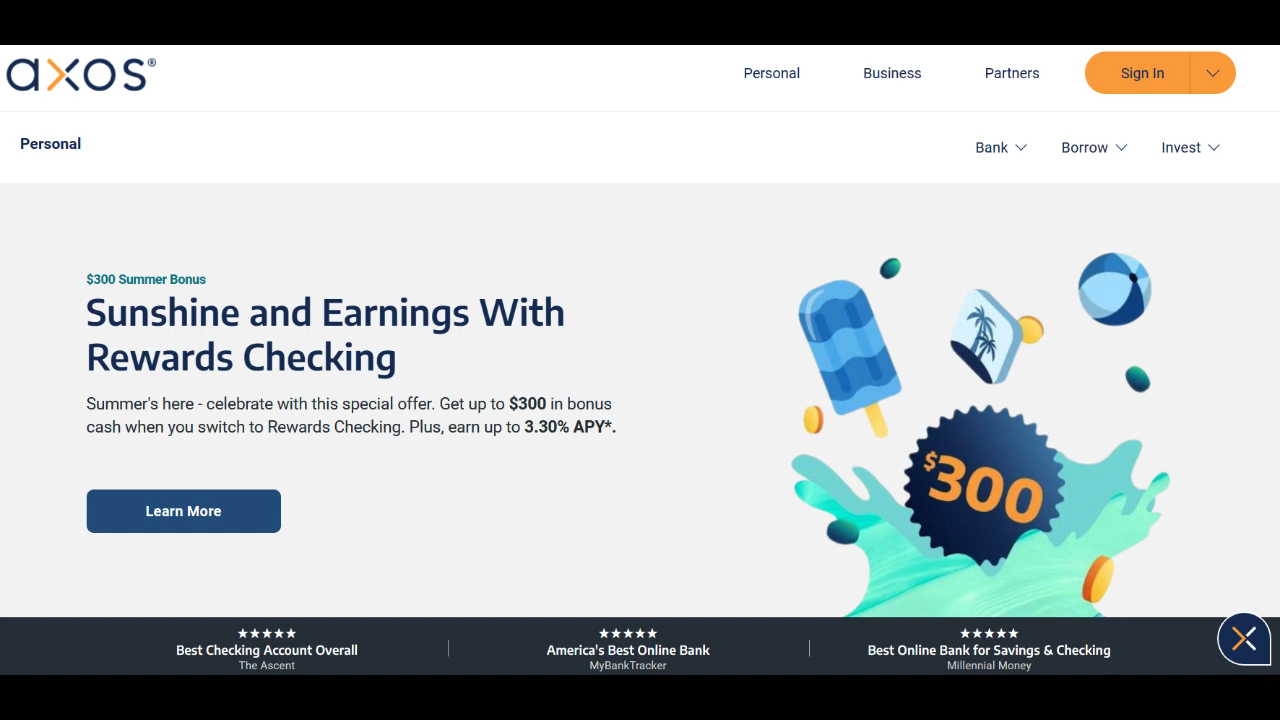 axos®
Personal
Business
Partners
Sign In
Personal
Bank
Borrow
Invest
$300 Summer Bonus
Sunshine and Earnings With
Rewards Checking
Summer's here - celebrate with this special offer. Get up to $300 in bonus
cash when you switch to Rewards Checking. Plus, earn up to 3.30% APY*.
Learn More
$300
Best Checking Account Overall
The Ascent
America's Best Online Bank
MyBankTracker
Best Online Bank for Savings & Checking
Millennial Money